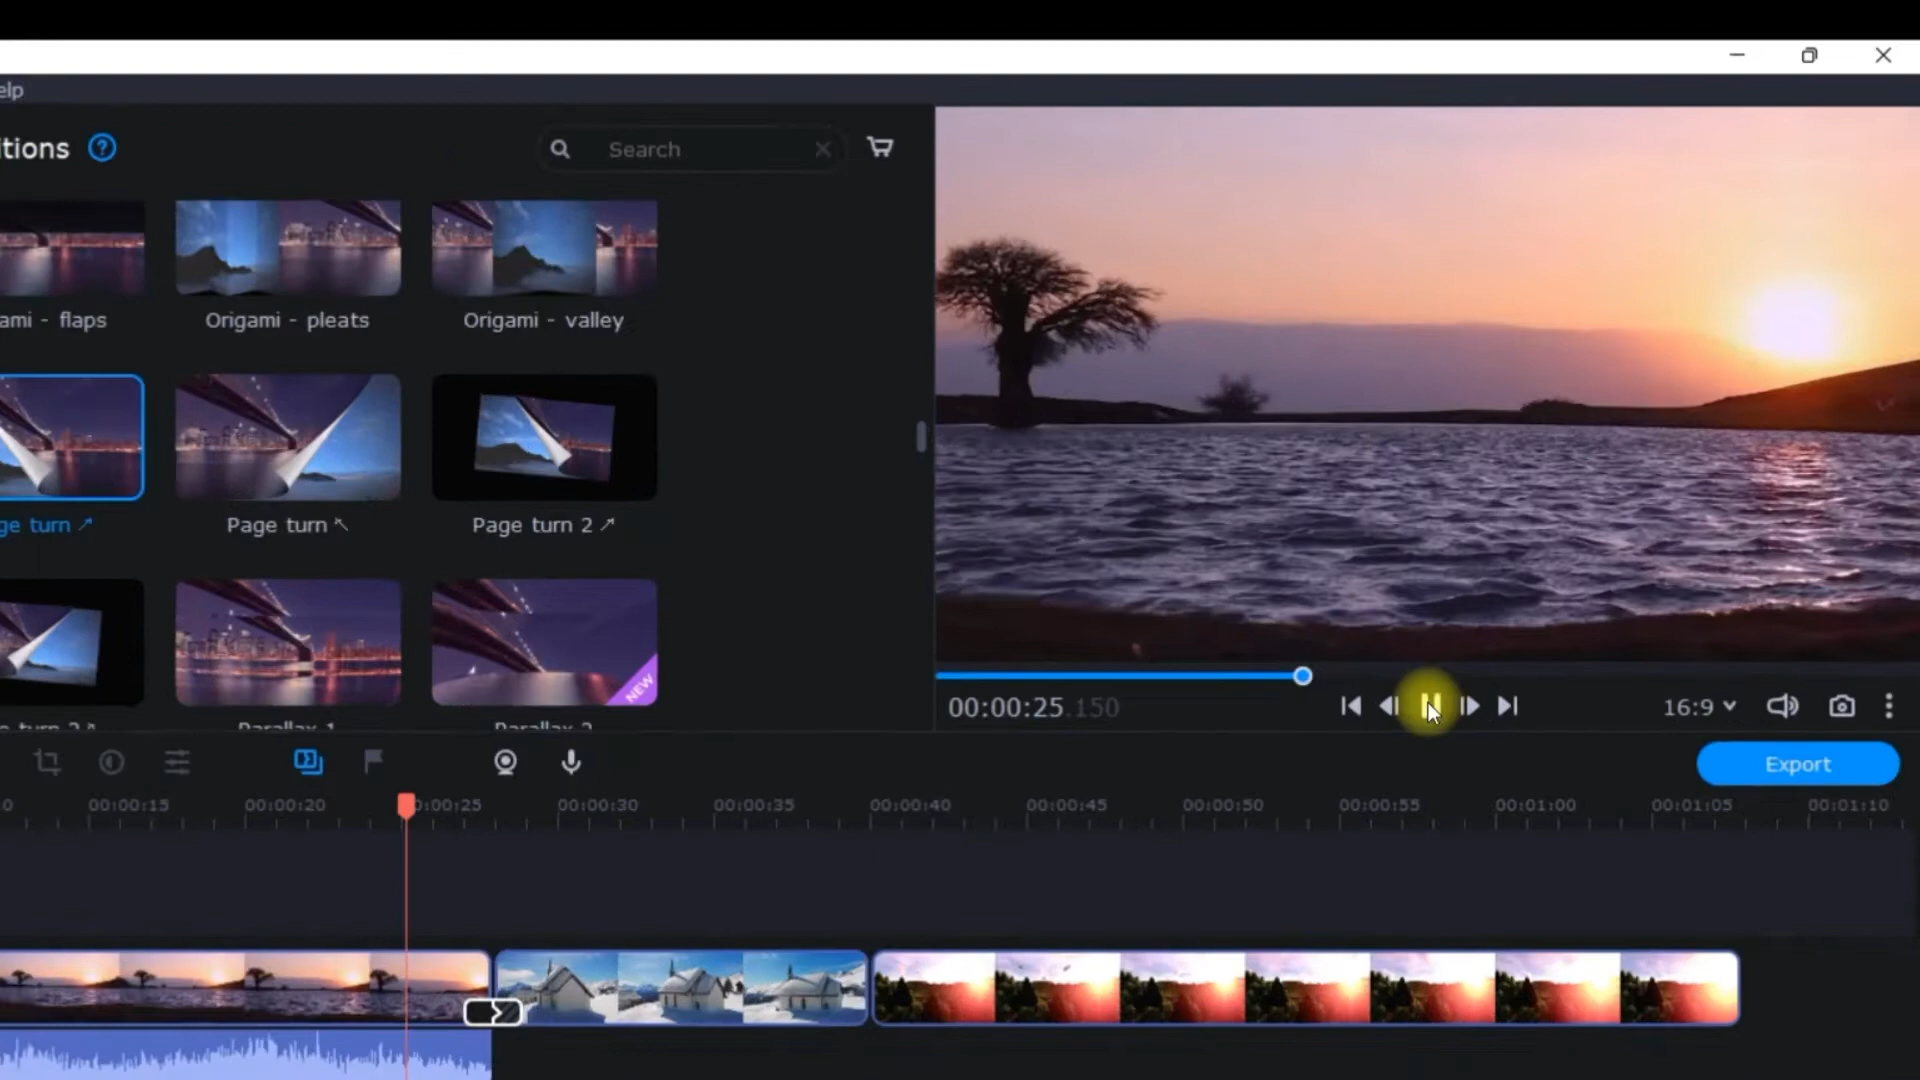 elp
itions ?
Search
ami - flaps
Origami - pleats
Origami - valley
ge turn ↗
Page turn ↖
Page turn 2 ↗
NEW
Parallax 1
Parallax 2
00:00:25.150
16:9
Export
0
00:00:15
00:00:20
0:00:25
00:00:30
00:00:35
00:00:40
00:00:45
00:00:50
00:00:55
00:01:00
00:01:05
00:01:10